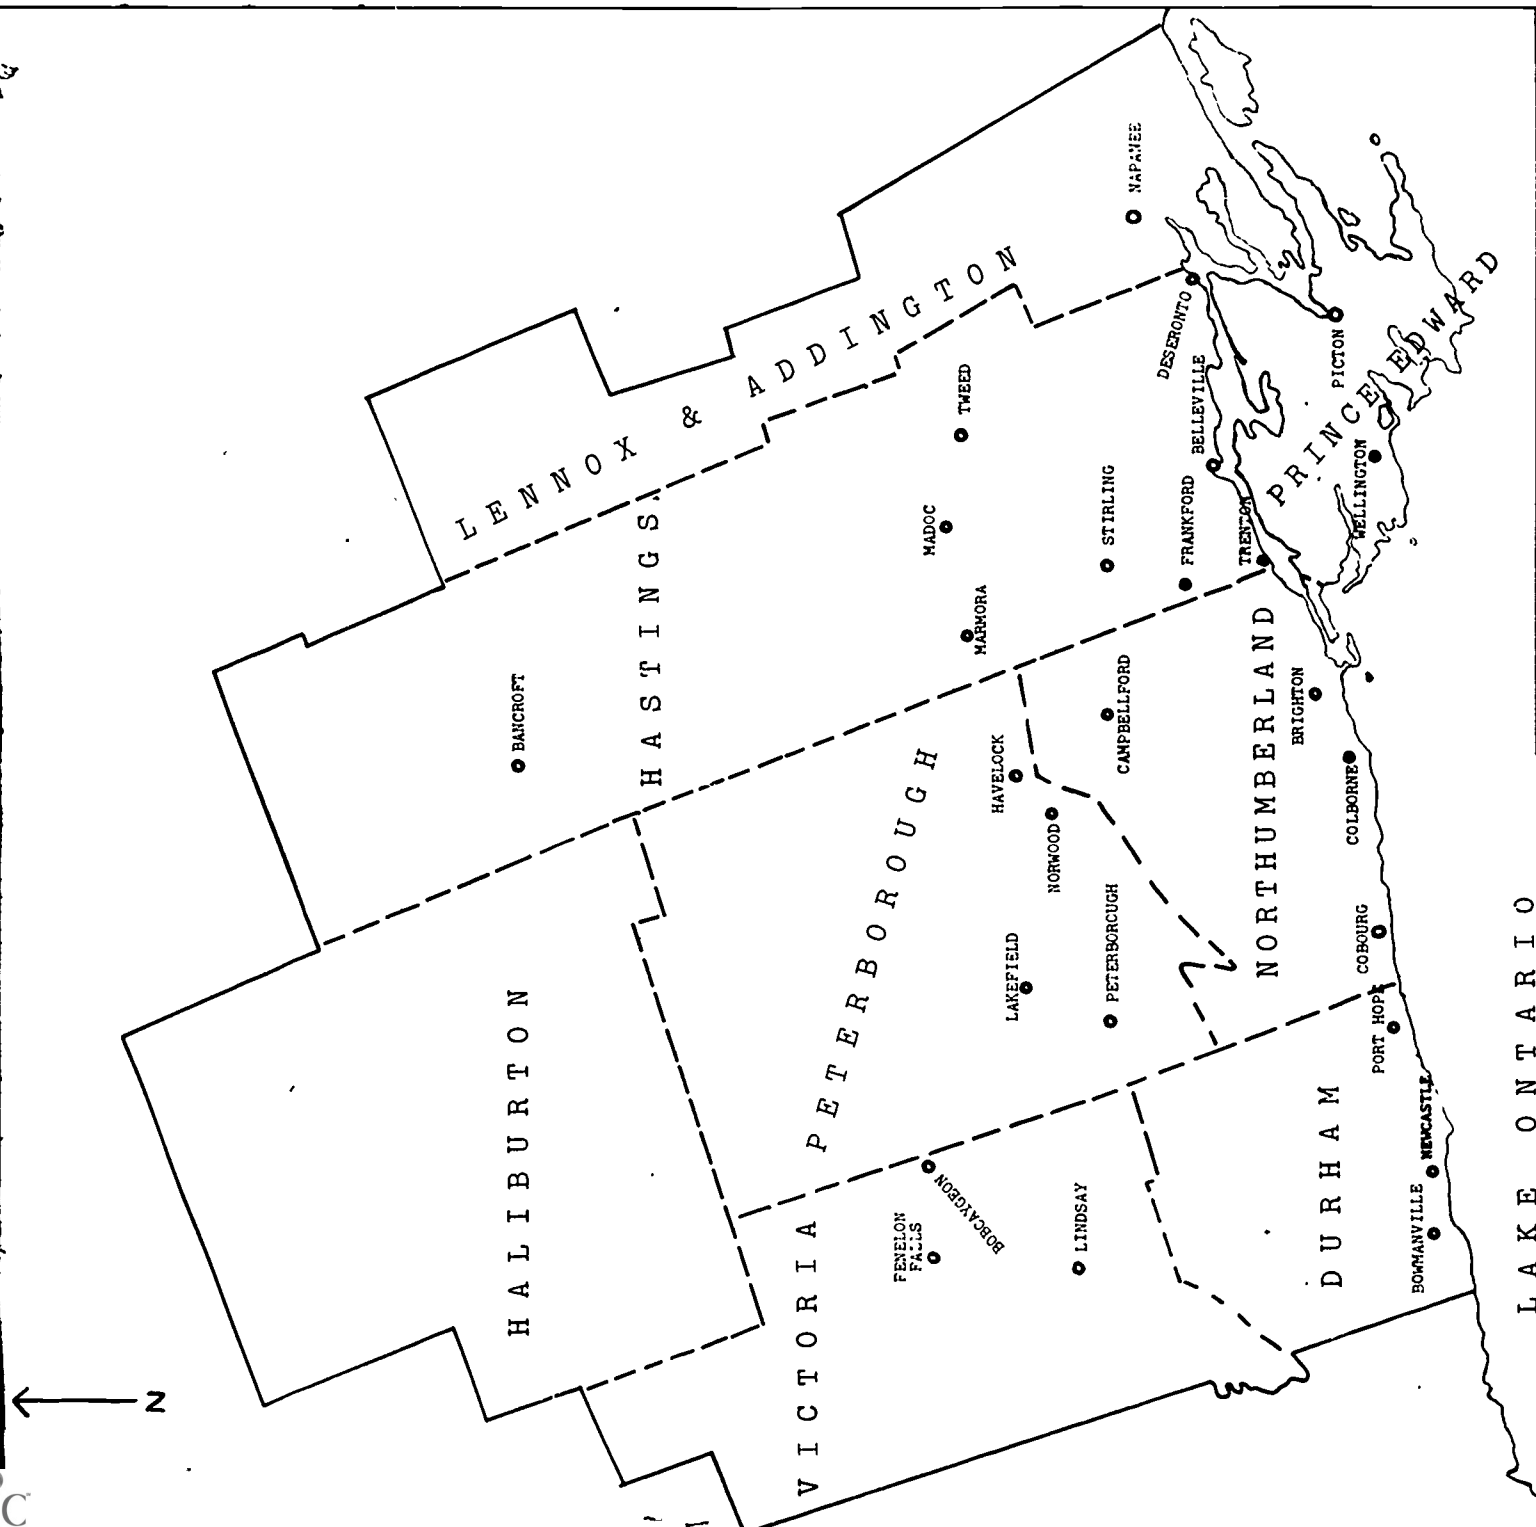 N
HALIBURTON
HASTINGS
LENNOX & ADDINGTON
BANCROFT
VICTORIA
PETERBOROUGH
FENELON
FALLS
BOBCAYGEON
LINDSAY
LAKEFIELD
PETERBOROUGH
HAVELOCK
NORWOOD
MARMORA
MADOC
TWEED
STIRLING
CAMPBELLFORD
FRANKFORD
TRENTON
BELLEVILLE
DESERONTO
NAPANEE
NORTHUMBERLAND
BRIGHTON
COLBORNE
COBOURG
PORT HOPE
DURHAM
NEWCASTLE
BOWMANVILLE
PRINCE EDWARD
PICTON
WELLINGTON
LAKE ONTARIO